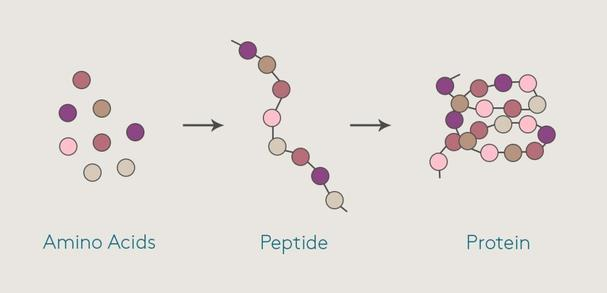 Amino Acids
Peptide
Protein